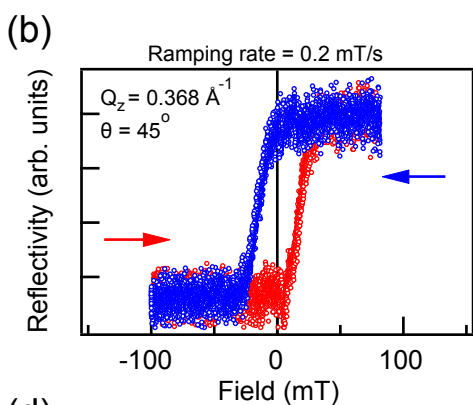 (b)
Ramping rate = 0.2 mT/s
Q_z = 0.368 Å^-1
θ = 45^o
Reflectivity (arb. units)
-100 0 100
Field (mT)